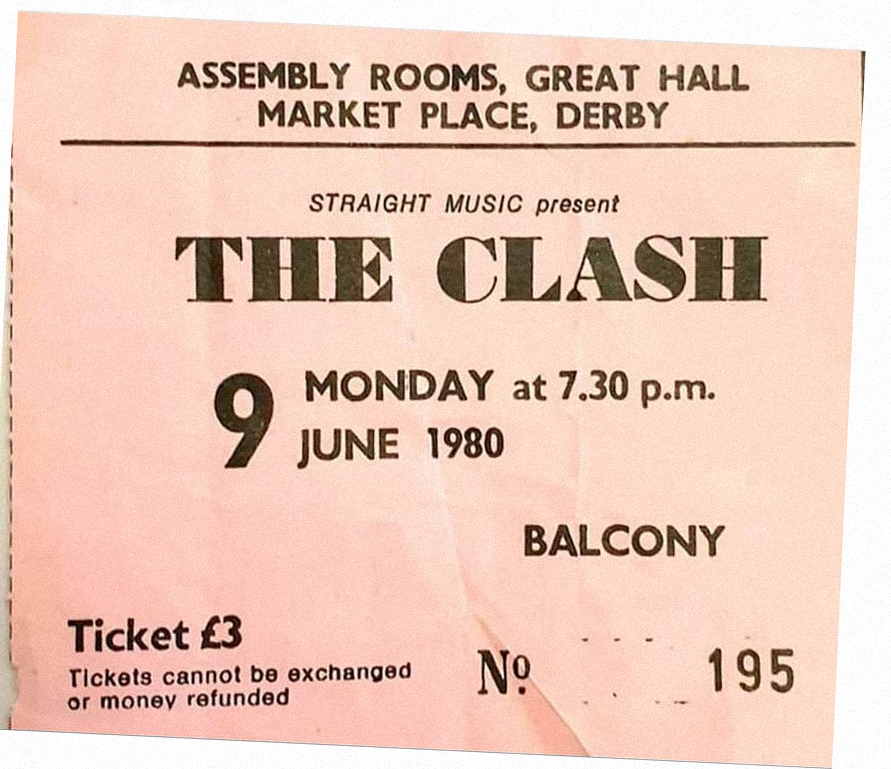 ASSEMBLY ROOMS, GREAT HALL
MARKET PLACE, DERBY
STRAIGHT MUSIC present
THE CLASH
9 MONDAY at 7.30 p.m.
JUNE 1980
BALCONY
Ticket £3
Tickets cannot be exchanged
or money refunded
Nº 195